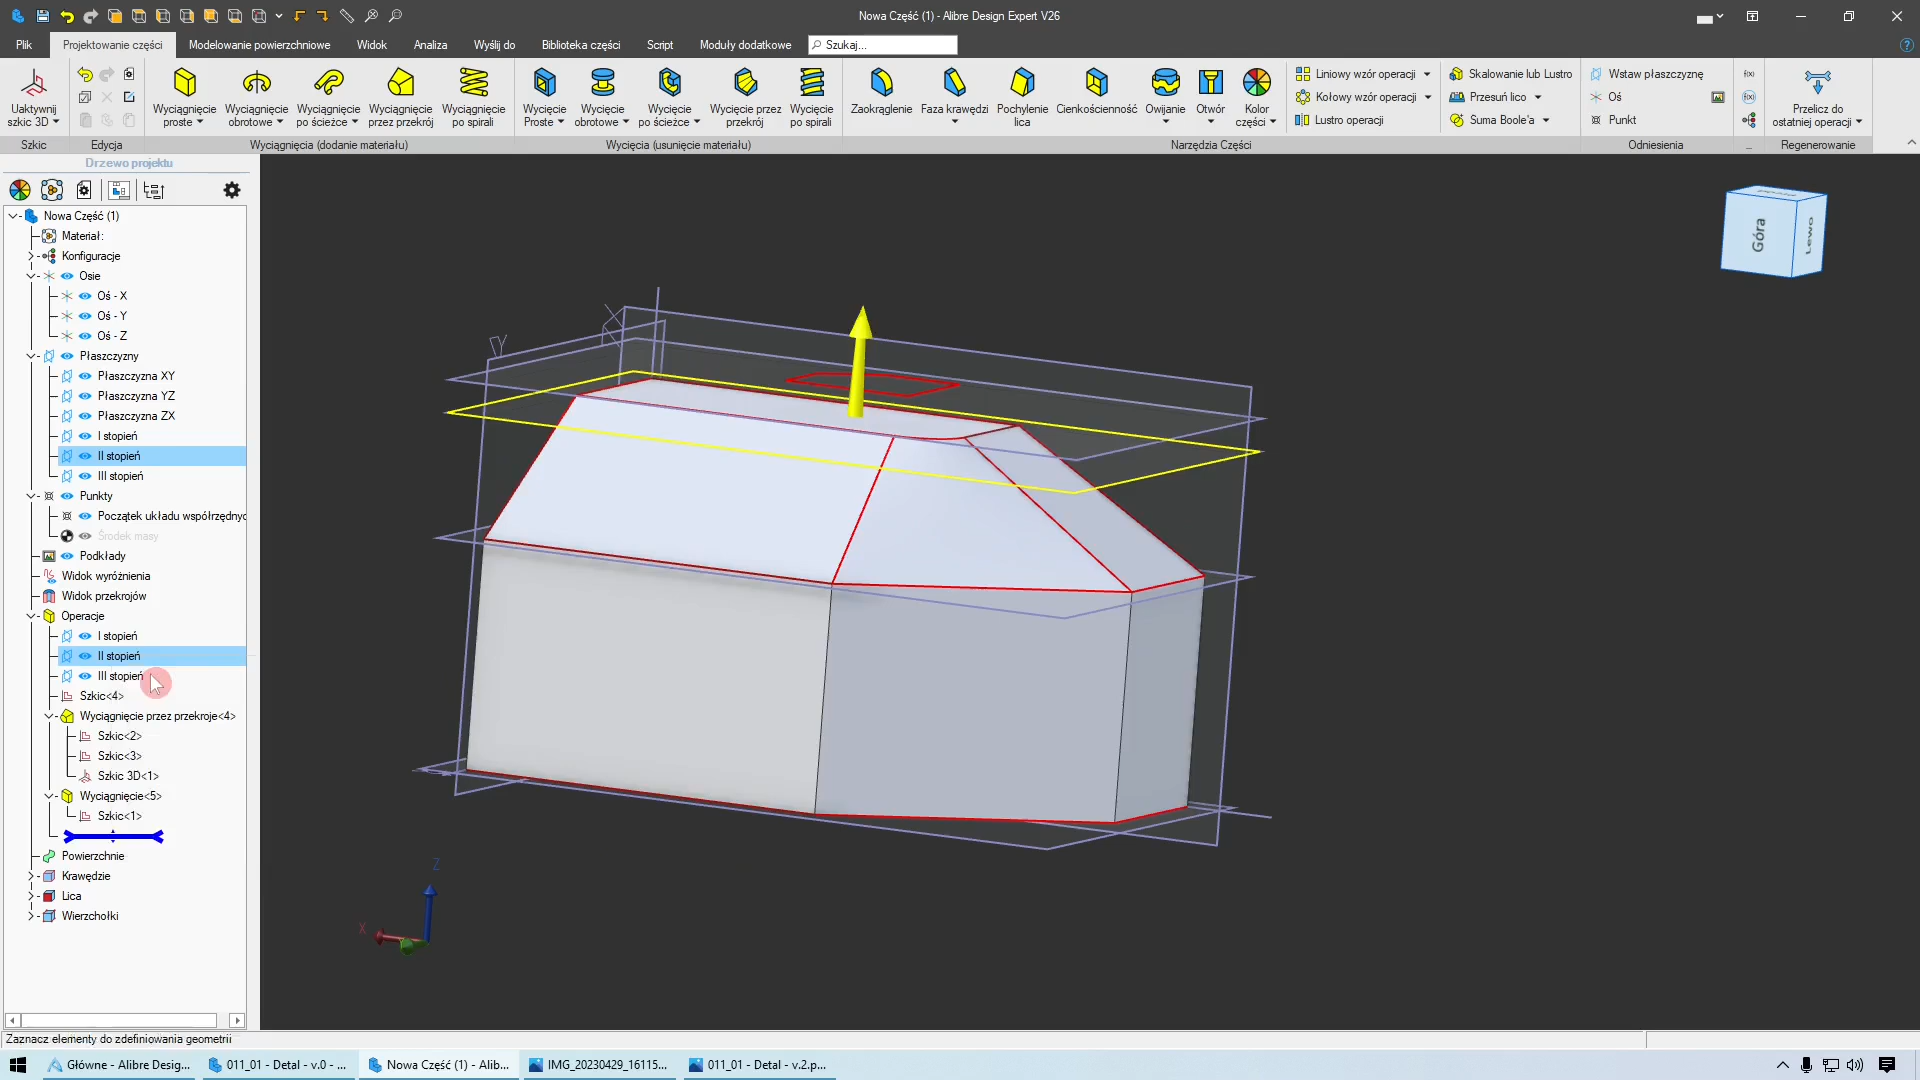 Nowa Część (1) - Alibre Design Expert V26
Plik
Projektowanie części
Modelowanie powierzchniowe
Widok
Analiza
Wyślij do
Biblioteka części
Script
Moduły dodatkowe
Szukaj...
Uaktywnij
szkic 3D
Wyciągnięcie
proste
Wyciągnięcie
obrotowe
Wyciągnięcie
po ścieżce
Wyciągnięcie
przez przekrój
Wyciągnięcie
po spirali
Wycięcie
Proste
Wycięcie
obrotowe
Wycięcie
po ścieżce
Wycięcie przez
przekrój
Wycięcie
po spirali
Zaokrąglenie
Faza krawędzi
Pochylenie
lica
Cienkościenność
Owijanie
Otwór
Kolor
części
Liniowy wzór operacji
Kołowy wzór operacji
Lustro operacji
Skalowanie lub Lustro
Przesuń lico
Suma Boole'a
Wstaw płaszczyznę
Oś
Punkt
f(x)
f(x)
Przelicz do
ostatniej operacji
Szkic
Edycja
Wyciągnięcia (dodanie materiału)
Wycięcia (usunięcie materiału)
Narzędzia Części
Odniesienia
...
Regenerowanie
Drzewo projektu
Nowa Część (1)
Materiał:
Konfiguracje
Osie
Oś - X
Oś - Y
Oś - Z
Płaszczyzny
Płaszczyzna XY
Płaszczyzna YZ
Płaszczyzna ZX
I stopień
II stopień
III stopień
Punkty
Początek układu współrzędnyc
Środek masy
Podkłady
Widok wyróżnienia
Widok przekrojów
Operacje
I stopień
II stopień
III stopień
Szkic<4>
Wyciągnięcie przez przekroje<4>
Szkic<2>
Szkic<3>
Szkic 3D<1>
Wyciągnięcie<5>
Szkic<1>
Powierzchnie
Krawędzie
Lica
Wierzchołki
Y
X
Góra
Lewo
Z
X
Zaznacz elementy do zdefiniowania geometrii
Główne - Alibre Desig...
011_01 - Detal - v.0 - ...
Nowa Część (1) - Alib...
IMG_20230429_16115...
011_01 - Detal - v.2.p...